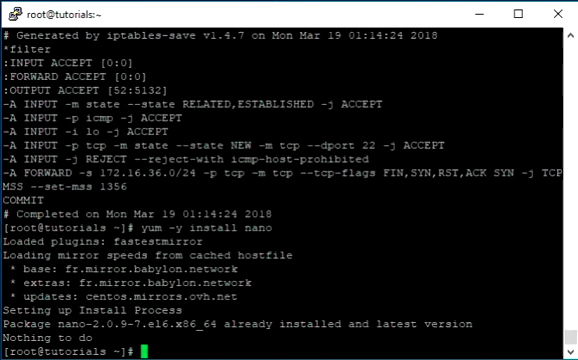 root@tutorials:~
# Generated by iptables-save v1.4.7 on Mon Mar 19 01:14:24 2018
*filter
:INPUT ACCEPT [0:0]
:FORWARD ACCEPT [0:0]
:OUTPUT ACCEPT [52:5132]
-A INPUT -m state --state RELATED,ESTABLISHED -j ACCEPT
-A INPUT -p icmp -j ACCEPT
-A INPUT -i lo -j ACCEPT
-A INPUT -p tcp -m state --state NEW -m tcp --dport 22 -j ACCEPT
-A INPUT -j REJECT --reject-with icmp-host-prohibited
-A FORWARD -s 172.16.36.0/24 -p tcp -m tcp --tcp-flags FIN,SYN,RST,ACK SYN -j TCP
MSS --set-mss 1356
COMMIT
# Completed on Mon Mar 19 01:14:24 2018
[root@tutorials ~]# yum -y install nano
Loaded plugins: fastestmirror
Loading mirror speeds from cached hostfile
 * base: fr.mirror.babylon.network
 * extras: fr.mirror.babylon.network
 * updates: centos.mirrors.ovh.net
Setting up Install Process
Package nano-2.0.9-7.el6.x86_64 already installed and latest version
Nothing to do
[root@tutorials ~]#